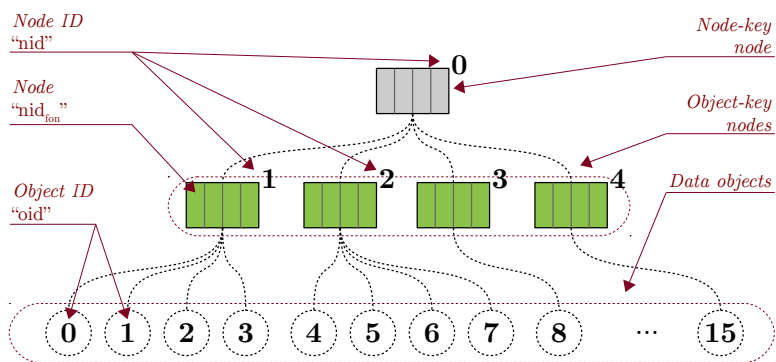 Node ID
“nid”
Node-key
node
0
Node
“nid_fon”
Object-key
nodes
1
2
3
4
Object ID
“oid”
Data objects
0 1 2 3 4 5 6 7 8 ... 15